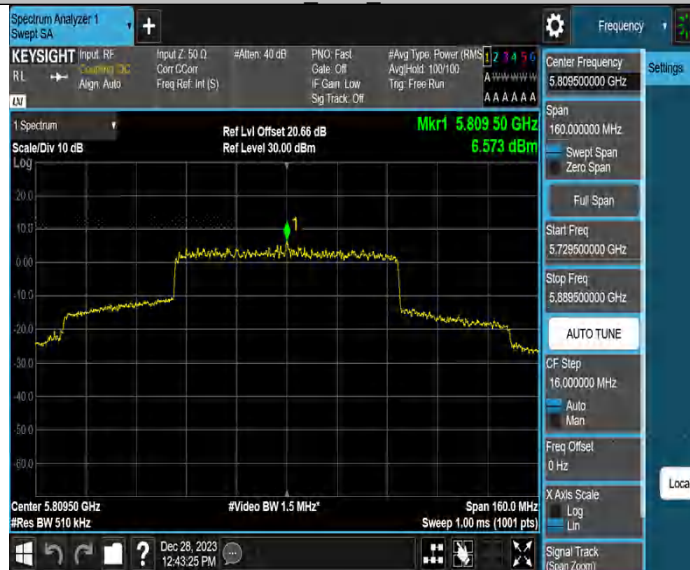 Spectrum Analyzer 1
Swept SA
Frequency
KEYSIGHT
RL
Input: RF
Coupling: DC
Align: Auto
Input Z: 50 Ω
Corr CCorr
Freq Ref: Int (S)
#Atten: 40 dB
PNO: Fast
Gate: Off
IF Gain: Low
Sig Track: Off
#Avg Type: Power (RMS
Avg|Hold: 100/100
Trig: Free Run
1 2 3 4 5 6
A W W W W W
A A A A A A
LXI
1 Spectrum
Scale/Div 10 dB
Log
Ref Lvl Offset 20.66 dB
Ref Level 30.00 dBm
Mkr1 5.809 50 GHz
6.573 dBm
20.0
10.0
0.00
-10.0
-20.0
-30.0
-40.0
-50.0
-60.0
1
Center 5.80950 GHz
#Res BW 510 kHz
#Video BW 1.5 MHz*
Span 160.0 MHz
Sweep 1.00 ms (1001 pts)
Dec 28, 2023
12:43:25 PM
Center Frequency
5.809500000 GHz
Settings
Span
160.000000 MHz
Swept Span
Zero Span
Full Span
Start Freq
5.729500000 GHz
Stop Freq
5.889500000 GHz
AUTO TUNE
CF Step
16.000000 MHz
Auto
Man
Freq Offset
0 Hz
X Axis Scale
Log
Lin
Local
Signal Track
(Span Zoom)